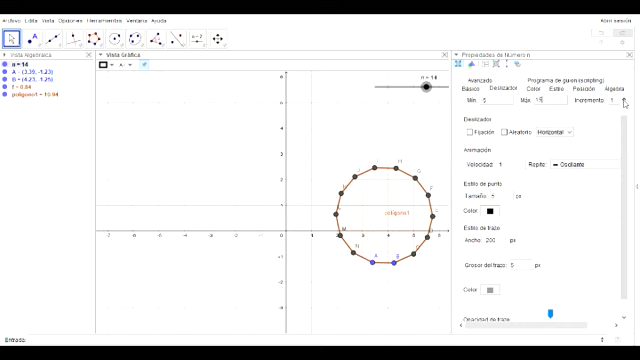 Archivo Edita Vista Opciones Herramientas Ventana Ayuda
Abrir sesión
Vista Algebraica
Vista Gráfica
Propiedades de Número n
n = 14
A = (3.39, -1.23)
B = (4.23, -1.25)
f = 0.84
polígono1 = 10.94
n = 14
polígono1
A B
N
M
H
Avanzado Programa de guion (scripting)
Básico Deslizador Color Estilo Posición Álgebra
Mín 5 Máx 15 Incremento: 1
Deslizador
Fijación Aleatorio Horizontal
Animación
Velocidad: 1 Repite: Oscilante
Estilo de punto
Tamaño: 5 px
Color:
Estilo de trazo
Ancho 200 px
Grosor del trazo: 5 px
Color:
Opacidad de trazo
Entrada: